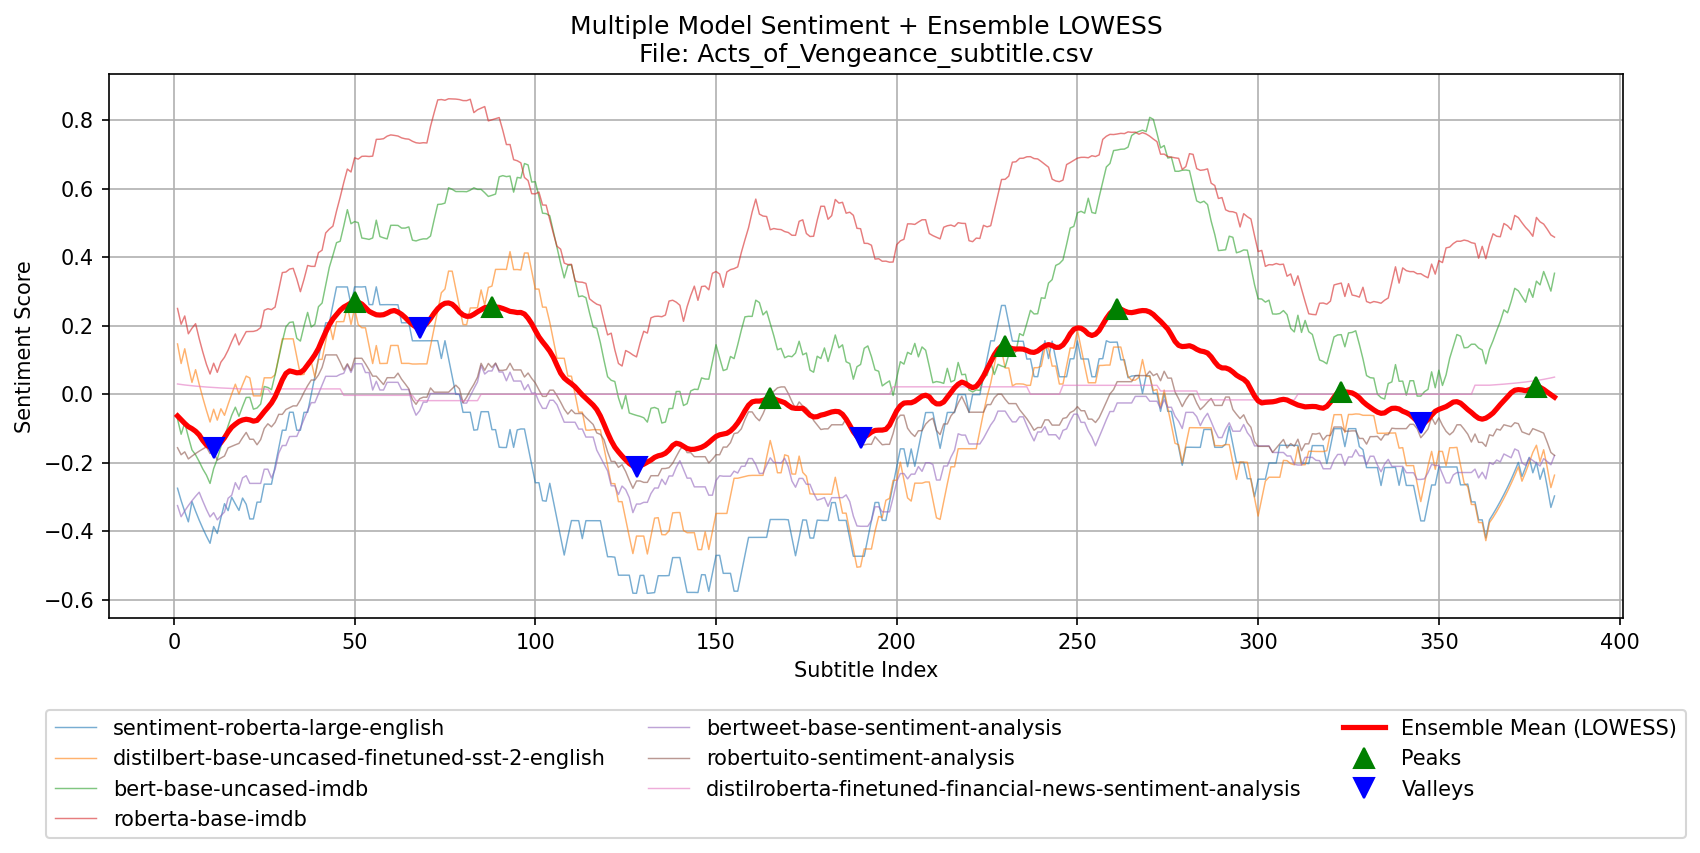 Multiple Model Sentiment + Ensemble LOWESS
File: Acts_of_Vengeance_subtitle.csv
Sentiment Score
0.8
0.6
0.4
0.2
0.0
−0.2
−0.4
−0.6
0 50 100 150 200 250 300 350 400
Subtitle Index
sentiment-roberta-large-english
distilbert-base-uncased-finetuned-sst-2-english
bert-base-uncased-imdb
roberta-base-imdb
bertweet-base-sentiment-analysis
robertuito-sentiment-analysis
distilroberta-finetuned-financial-news-sentiment-analysis
Ensemble Mean (LOWESS)
Peaks
Valleys